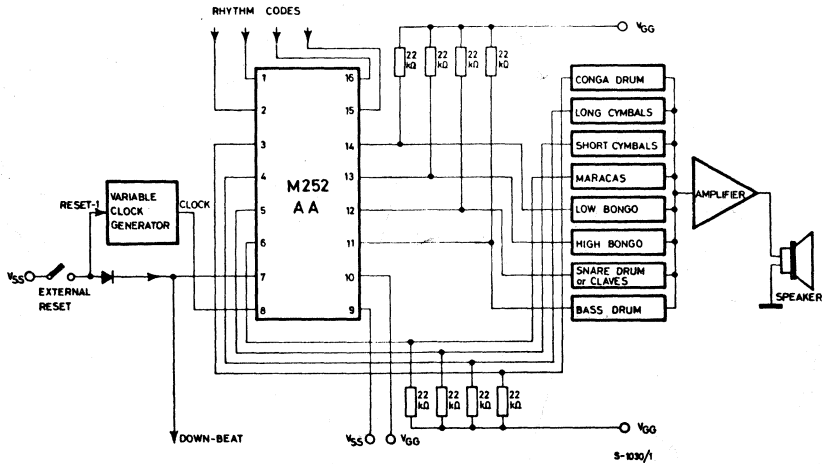 RHYTHM CODES
VGG
22 kΩ
22 kΩ
22 kΩ
22 kΩ
1
2
3
4
5
6
7
8
16
15
14
13
12
11
10
9
M252
AA
CONGA DRUM
LONG CYMBALS
SHORT CYMBALS
MARACAS
LOW BONGO
HIGH BONGO
SNARE DRUM
or CLAVES
BASS DRUM
AMPLIFIER
SPEAKER
RESET-1
VARIABLE
CLOCK
GENERATOR
CLOCK
VSS
EXTERNAL
RESET
DOWN-BEAT
22 kΩ
22 kΩ
22 kΩ
22 kΩ
VSS
VGG
VGG
S-1030/1